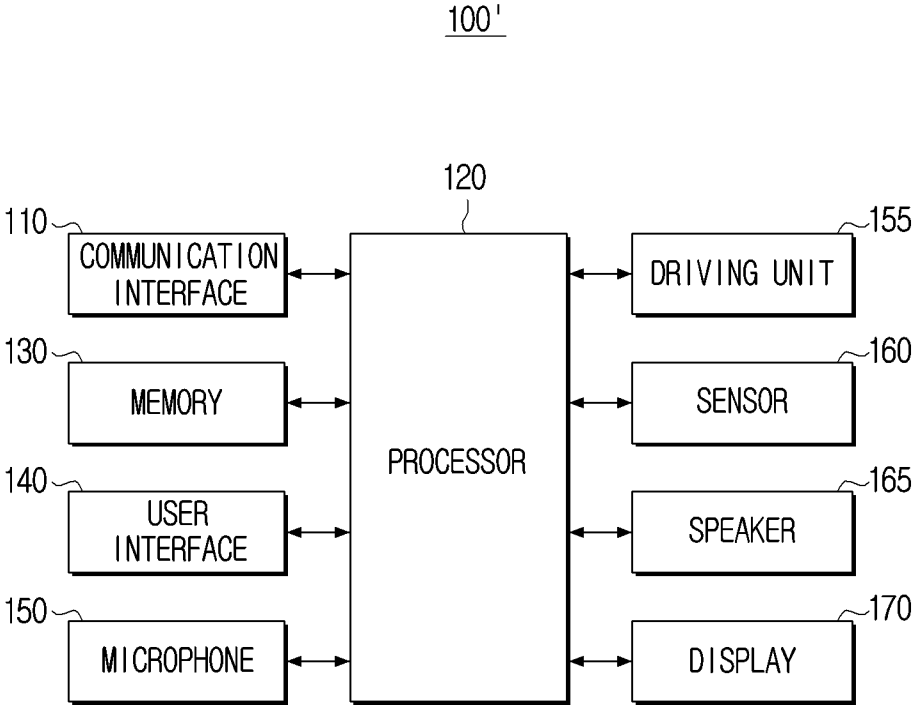 100'
120
110
COMMUNICATION
INTERFACE
155
DRIVING UNIT
130
MEMORY
160
SENSOR
PROCESSOR
140
USER
INTERFACE
165
SPEAKER
150
MICROPHONE
170
DISPLAY